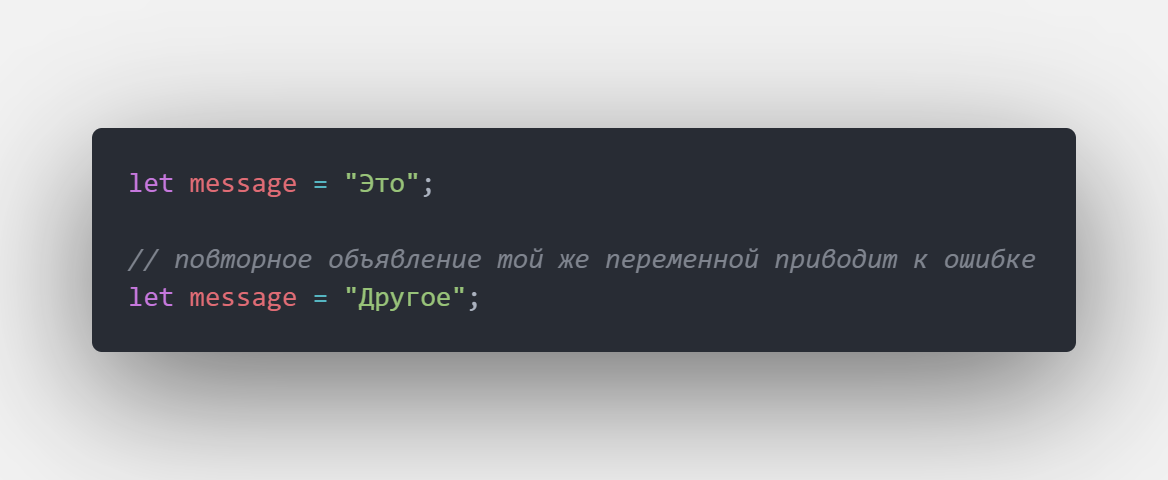 let message = "Это";
// повторное объявление той же переменной приводит к ошибке
let message = "Другое";